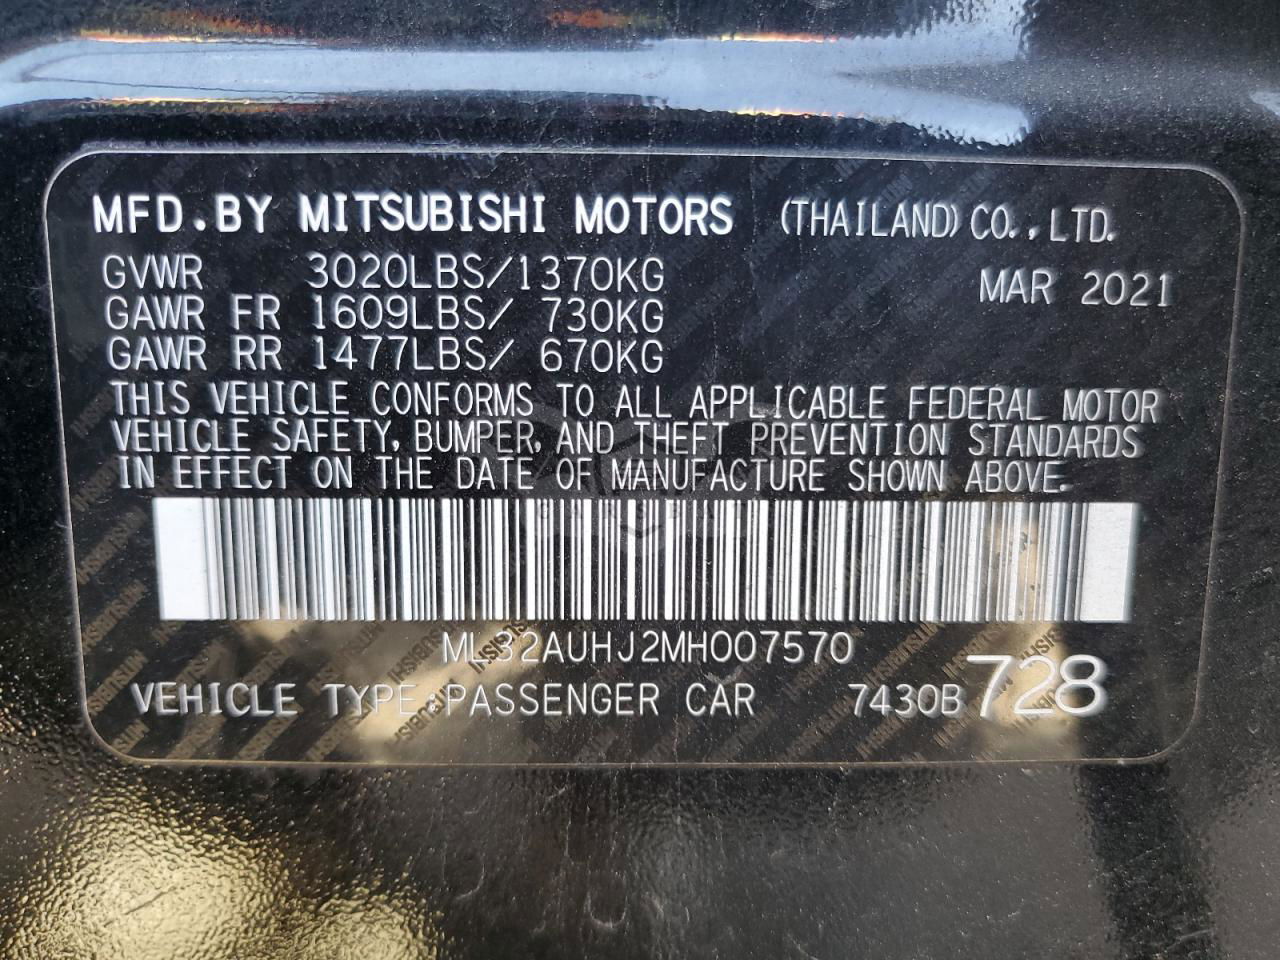 MFD.BY MITSUBISHI MOTORS (THAILAND) CO., LTD.
GVWR 3020LBS/1370KG MAR 2021
GAWR FR 1609LBS/ 730KG
GAWR RR 1477LBS/ 670KG
THIS VEHICLE CONFORMS TO ALL APPLICABLE FEDERAL MOTOR
VEHICLE SAFETY, BUMPER, AND THEFT PREVENTION STANDARDS
IN EFFECT ON THE DATE OF MANUFACTURE SHOWN ABOVE.
ML32AUHJ2MH007570
VEHICLE TYPE:PASSENGER CAR 7430B 728